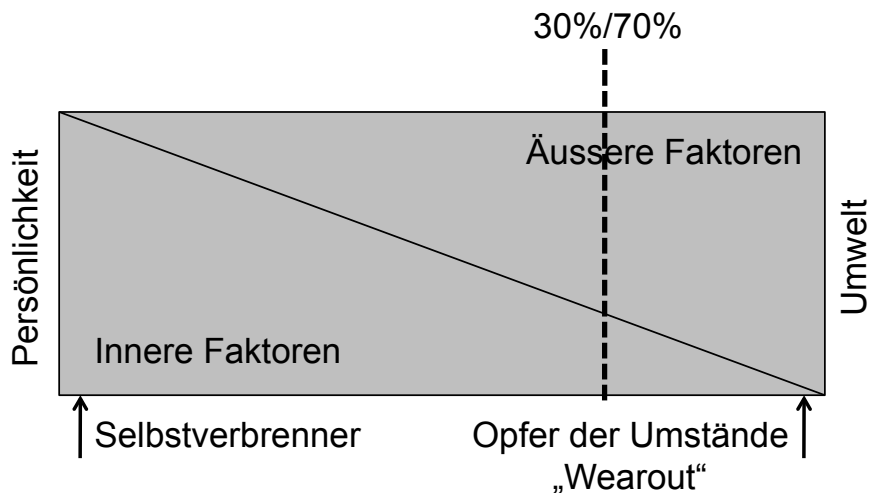 30%/70%
Persönlichkeit
Äussere Faktoren
Umwelt
Innere Faktoren
Selbstverbrenner
Opfer der Umstände
„Wearout“